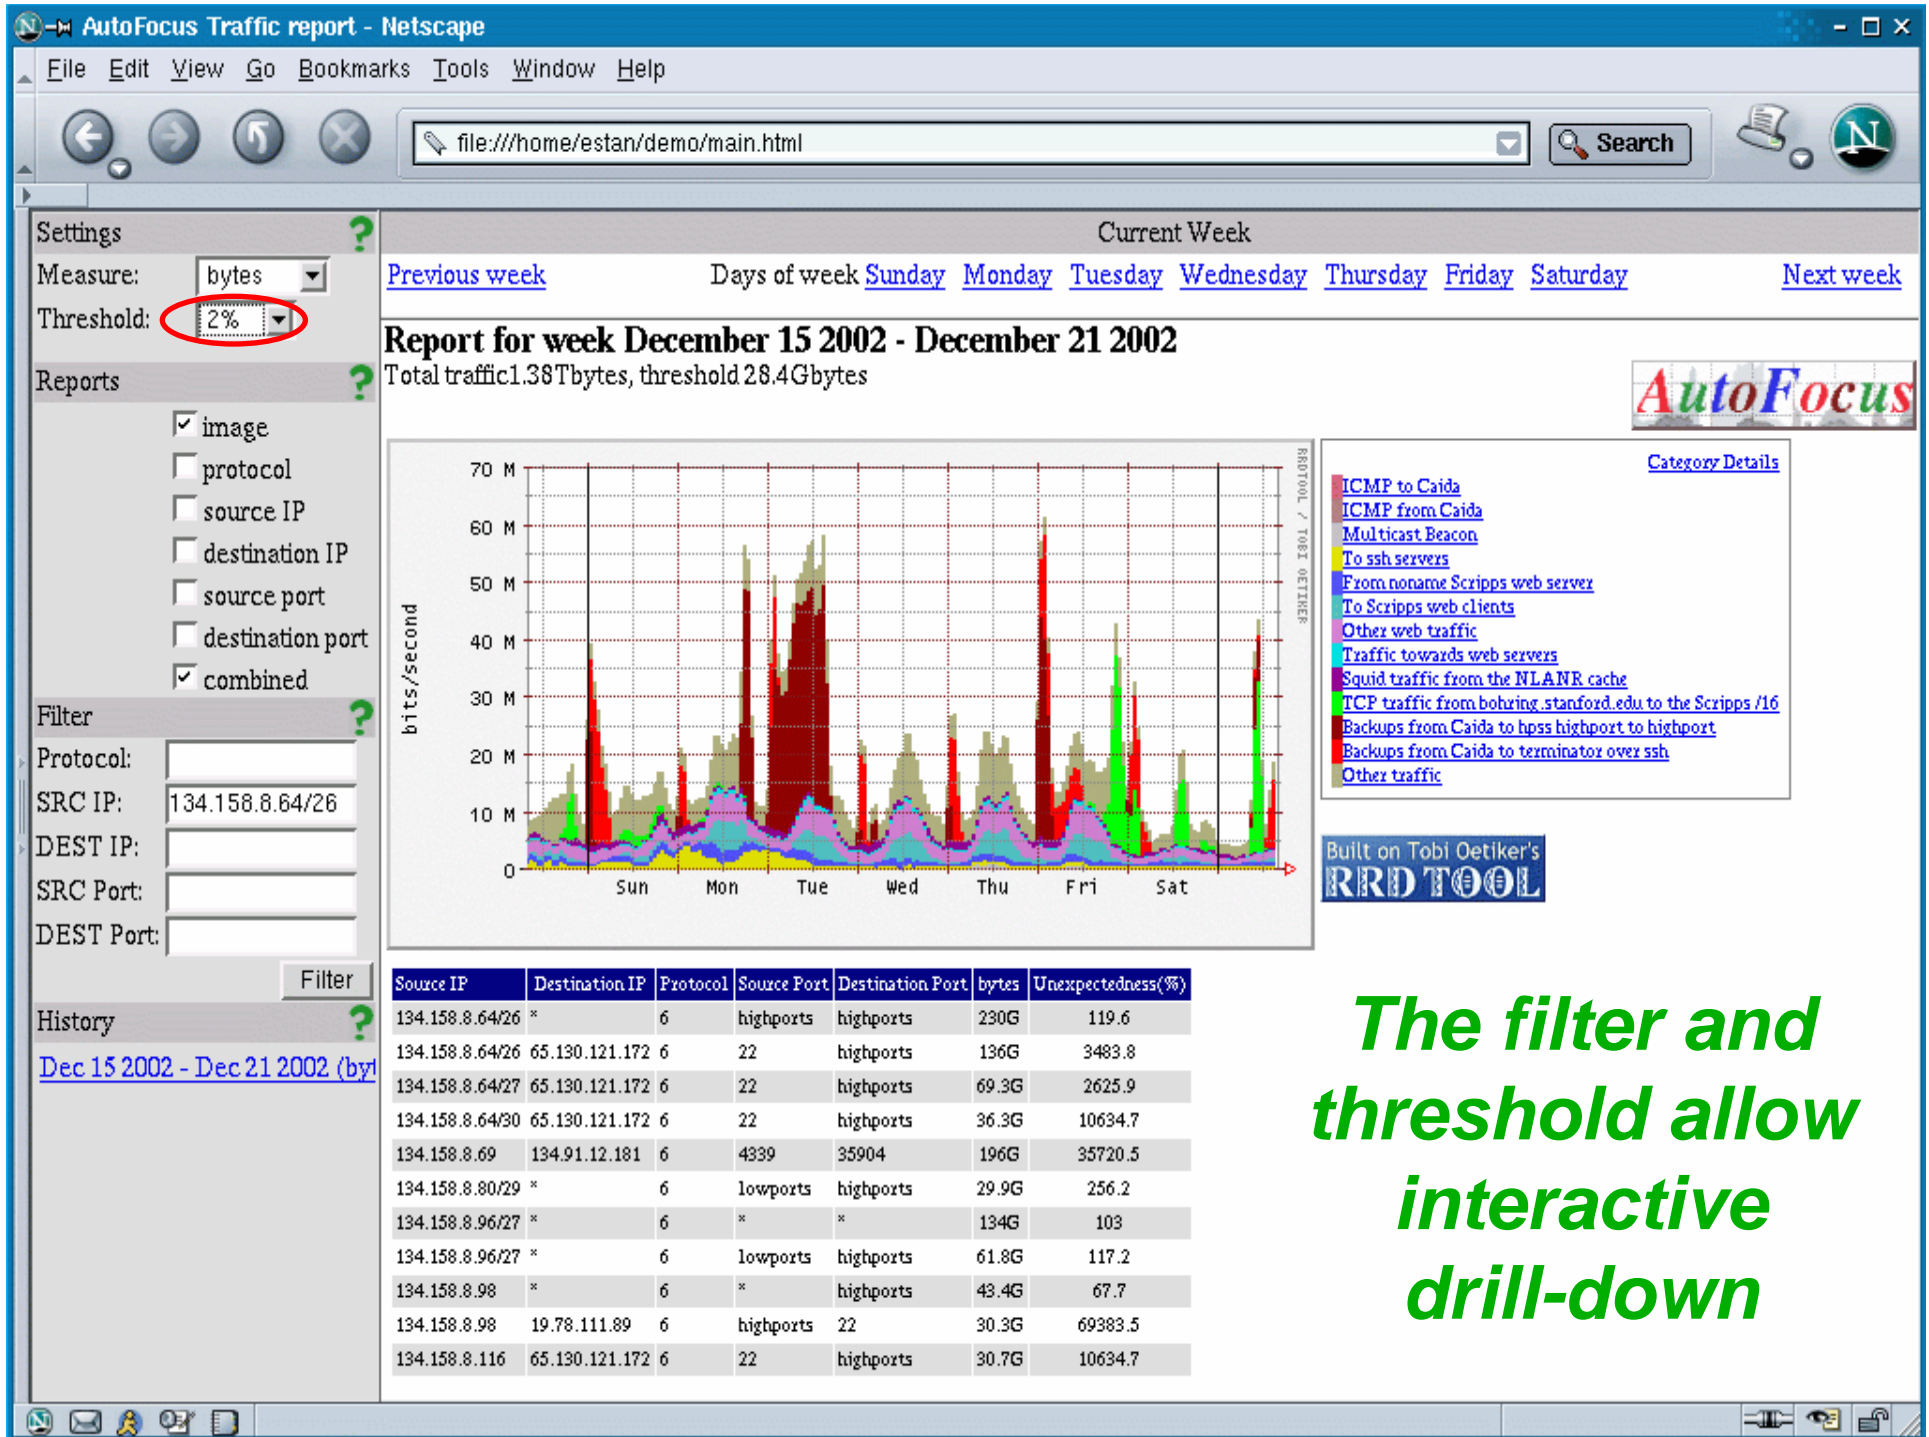 AutoFocus Traffic report - Netscape
File Edit View Go Bookmarks Tools Window Help
file:///home/estan/demo/main.html
Search
N
Settings ?
Measure: bytes
Threshold: 2%
Reports ?
image
protocol
source IP
destination IP
source port
destination port
combined
Filter ?
Protocol:
SRC IP: 134.158.8.64/26
DEST IP:
SRC Port:
DEST Port:
Filter
History ?
Dec 15 2002 - Dec 21 2002 (byt
Current Week
Previous week Days of week Sunday Monday Tuesday Wednesday Thursday Friday Saturday Next week
Report for week December 15 2002 - December 21 2002
Total traffic1.38Tbytes, threshold 28.4Gbytes
AutoFocus
70 M
60 M
50 M
40 M
30 M
20 M
10 M
0
bits/second
Sun Mon Tue Wed Thu Fri Sat
RRDTOOL / TOBI OETIKER
Category Details
ICMP to Caida
ICMP from Caida
Multicast Beacon
To ssh servers
From noname Scripps web server
To Scripps web clients
Other web traffic
Traffic towards web servers
Squid traffic from the NLANR cache
TCP traffic from bohring.stanford.edu to the Scripps /16
Backups from Caida to hpss highport to highport
Backups from Caida to terminator over ssh
Other traffic
Built on Tobi Oetiker's
RRDTOOL
Source IP Destination IP Protocol Source Port Destination Port bytes Unexpectedness(%)
134.158.8.64/26 * 6 highports highports 230G 119.6
134.158.8.64/26 65.130.121.172 6 22 highports 136G 3483.8
134.158.8.64/27 65.130.121.172 6 22 highports 69.3G 2625.9
134.158.8.64/30 65.130.121.172 6 22 highports 36.3G 10634.7
134.158.8.69 134.91.12.181 6 4339 35904 196G 35720.5
134.158.8.80/29 * 6 lowports highports 29.9G 256.2
134.158.8.96/27 * 6 * * 134G 103
134.158.8.96/27 * 6 lowports highports 61.8G 117.2
134.158.8.98 * 6 * highports 43.4G 67.7
134.158.8.98 19.78.111.89 6 highports 22 30.3G 69383.5
134.158.8.116 65.130.121.172 6 22 highports 30.7G 10634.7
The filter and
threshold allow
interactive
drill-down